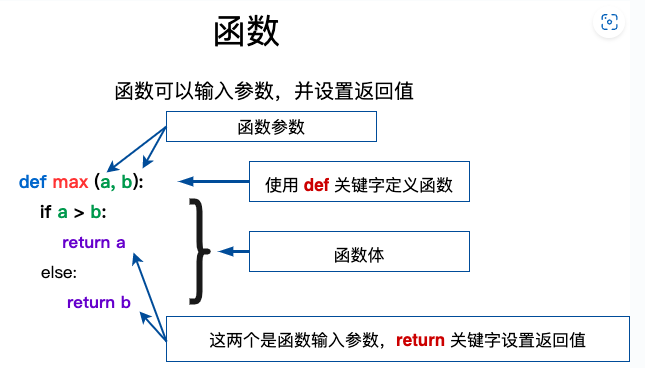 函数
函数可以输入参数，并设置返回值
函数参数
def max (a, b):
使用 def 关键字定义函数
if a > b:
return a
函数体
else:
return b
这两个是函数输入参数，return 关键字设置返回值